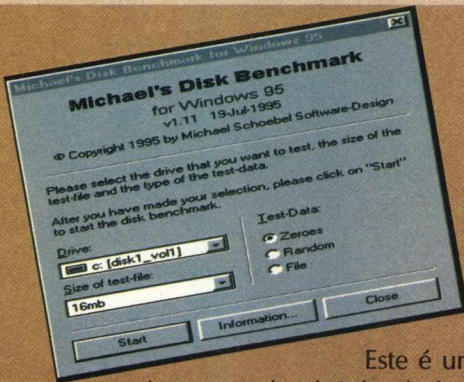 Michael's Disk Benchmark for Windows 95
Michael's Disk Benchmark
for Windows 95
v1.11 19-Jul-1995
© Copyright 1995 by Michael Schoebel Software-Design
Please select the drive that you want to test, the size of the
test-file and the type of the test-data.
After you have made your selection, please click on "Start"
to start the disk benchmark.
Drive:
c: [disk1_vol1]
Size of test-file:
16mb
Test-Data:
Zeroes
Random
File
Start
Information...
Close
Este é un